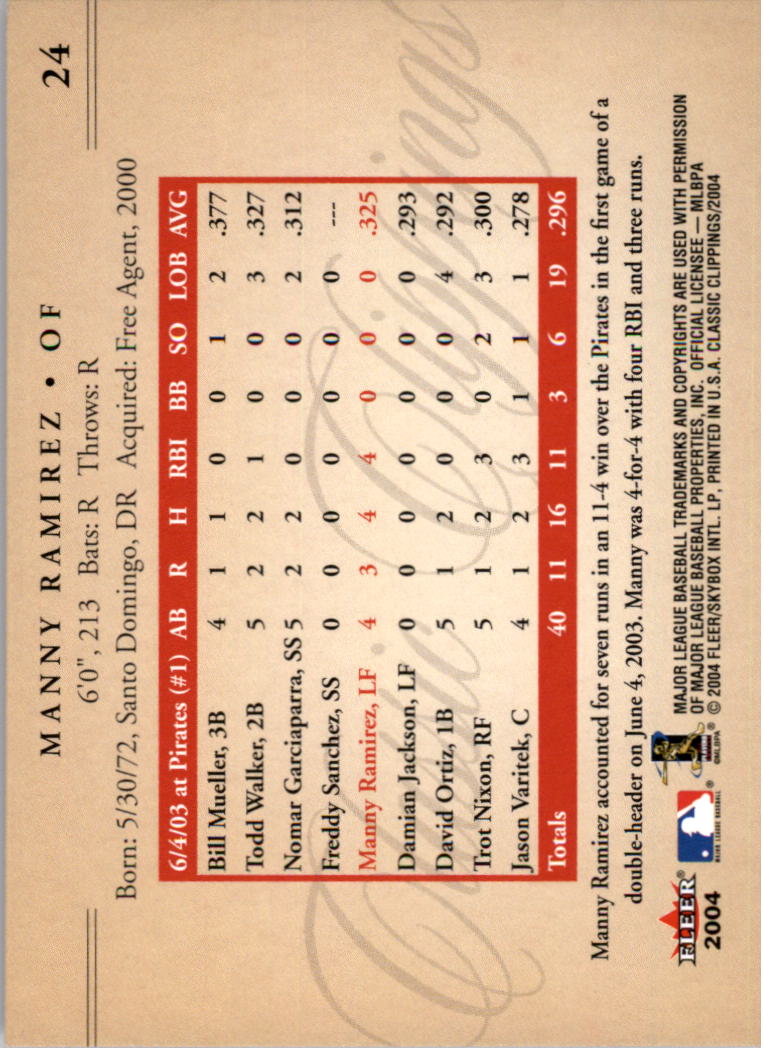 24
MANNY RAMIREZ • OF
6'0", 213 Bats: R Throws: R
Born: 5/30/72, Santo Domingo, DR Acquired: Free Agent, 2000
6/4/03 at Pirates (#1) AB R H RBI BB SO LOB AVG
Bill Mueller, 3B 4 1 1 0 0 1 2 .377
Todd Walker, 2B 5 2 2 1 0 0 3 .327
Nomar Garciaparra, SS 5 2 2 0 0 0 2 .312
Freddy Sanchez, SS 0 0 0 0 0 0 0 ---
Manny Ramirez, LF 4 3 4 4 0 0 0 .325
Damian Jackson, LF 0 0 0 0 0 0 0 .293
David Ortiz, 1B 5 1 2 0 0 0 4 .292
Trot Nixon, RF 5 1 2 3 0 2 3 .300
Jason Varitek, C 4 1 2 3 1 1 1 .278
Totals 40 11 16 11 3 6 19 .296
Classic Clippings
Manny Ramirez accounted for seven runs in an 11-4 win over the Pirates in the first game of a
double-header on June 4, 2003. Manny was 4-for-4 with four RBI and three runs.
FLEER®
2004
®
MAJOR LEAGUE BASEBALL
®
©MLBPA
MAJOR LEAGUE BASEBALL TRADEMARKS AND COPYRIGHTS ARE USED WITH PERMISSION
OF MAJOR LEAGUE BASEBALL PROPERTIES, INC. OFFICIAL LICENSEE — MLBPA
© 2004 FLEER/SKYBOX INTL. LP, PRINTED IN U.S.A. CLASSIC CLIPPINGS/2004